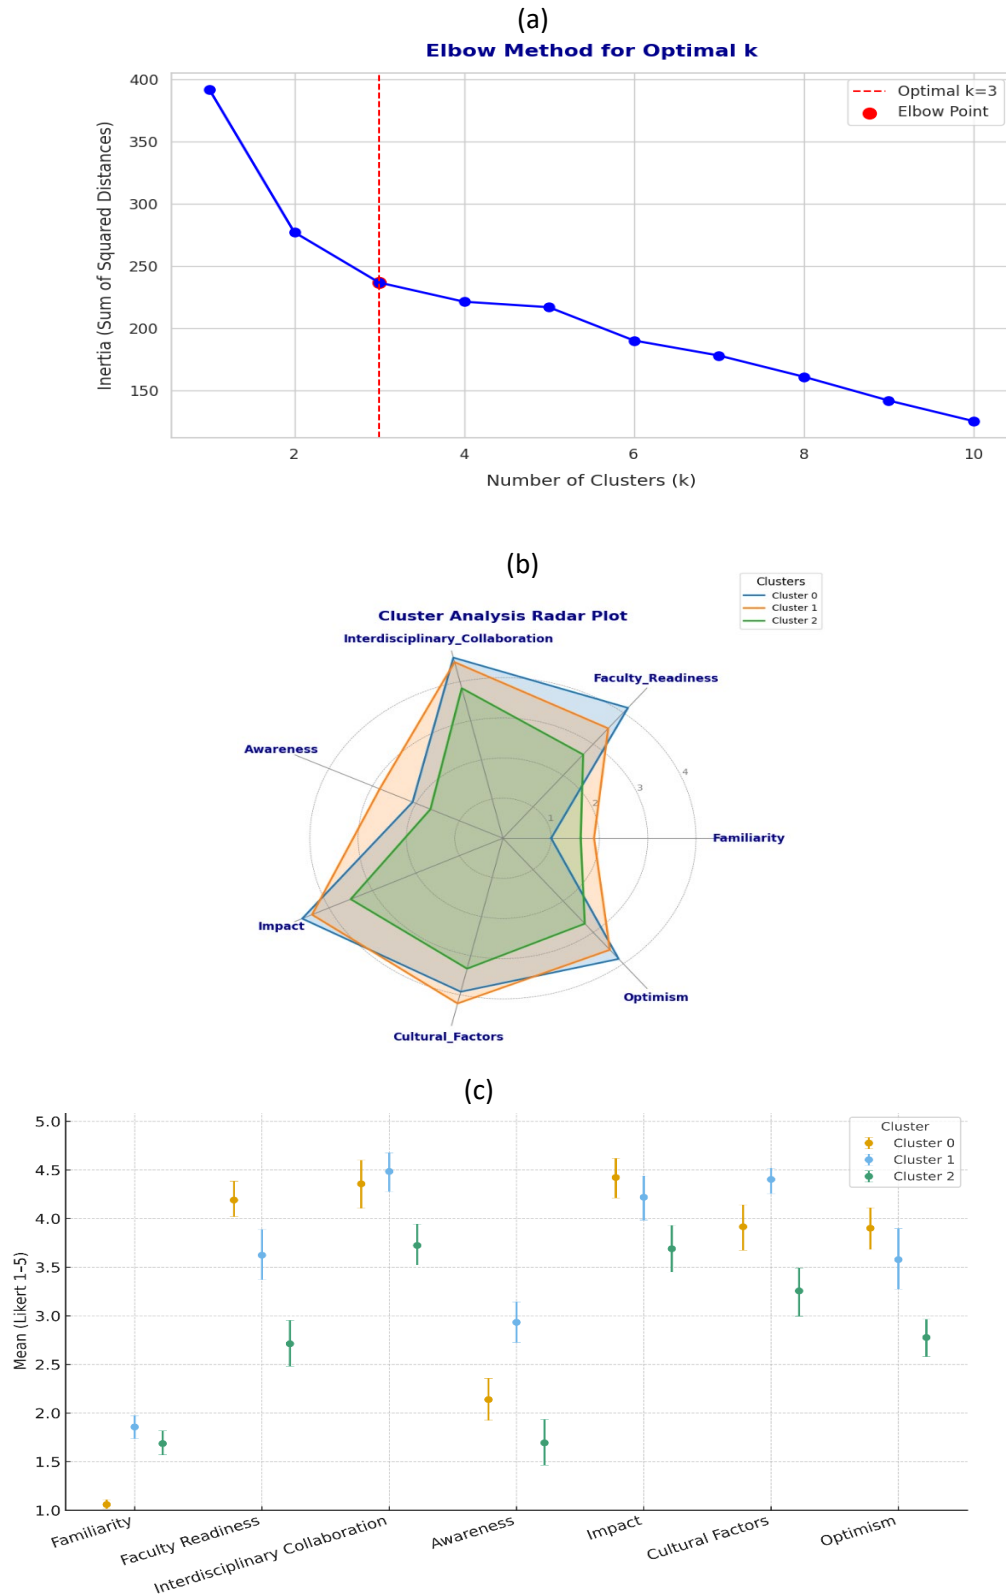 (a)
Elbow Method for Optimal k
400
350
300
250
200
150
Inertia (Sum of Squared Distances)
Optimal k=3
Elbow Point
2
4
6
8
10
Number of Clusters (k)
(b)
Clusters
Cluster 0
Cluster 1
Cluster 2
Cluster Analysis Radar Plot
Interdisciplinary_Collaboration
Faculty_Readiness
Awareness
4
3
2
1
Familiarity
Impact
Optimism
Cultural_Factors
(c)
5.0
4.5
4.0
3.5
3.0
2.5
2.0
1.5
1.0
Mean (Likert 1–5)
Cluster
Cluster 0
Cluster 1
Cluster 2
Familiarity
Faculty Readiness
Interdisciplinary Collaboration
Awareness
Impact
Cultural Factors
Optimism